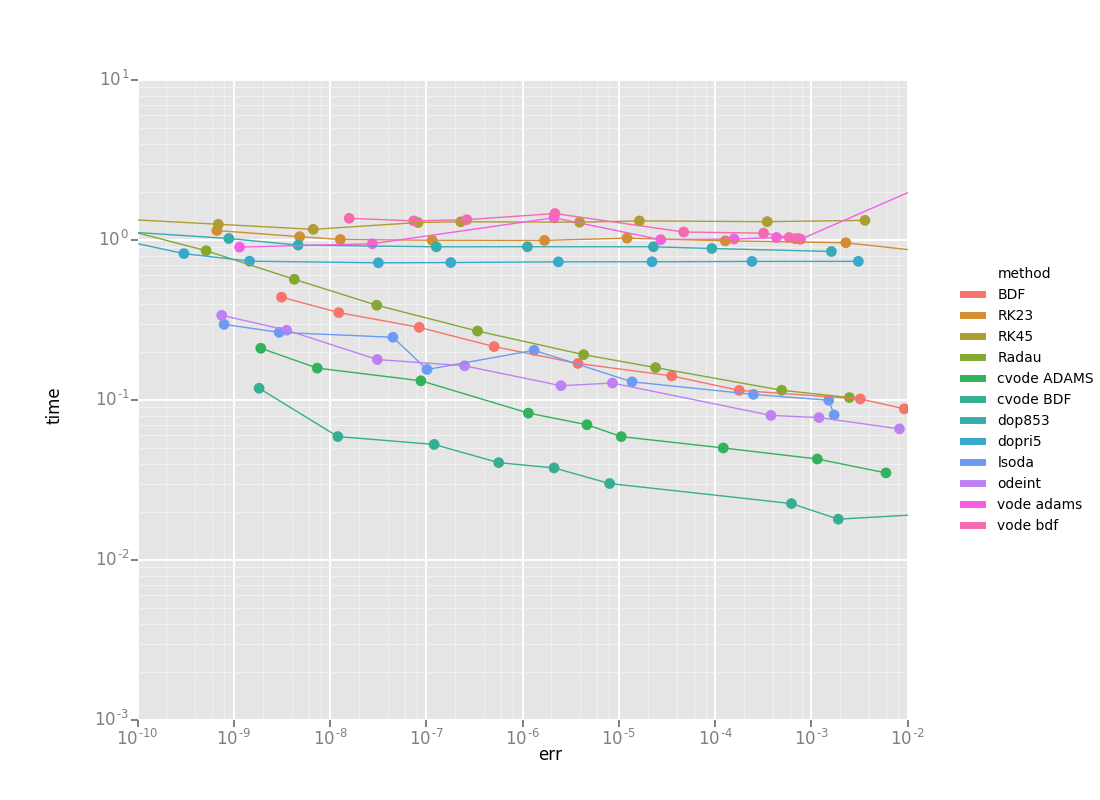 10^1
10^0
10^-1
10^-2
10^-3
time
10^-10 10^-9 10^-8 10^-7 10^-6 10^-5 10^-4 10^-3 10^-2
err
method
BDF
RK23
RK45
Radau
cvode ADAMS
cvode BDF
dop853
dopri5
lsoda
odeint
vode adams
vode bdf